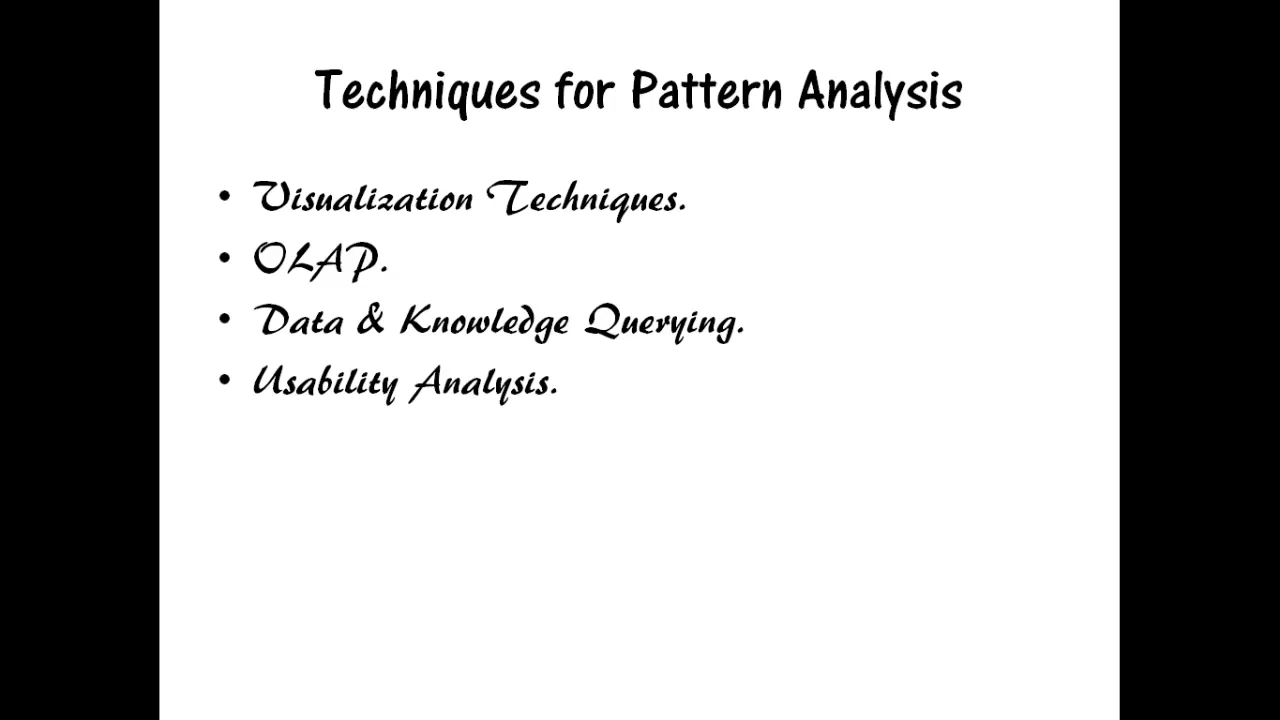 Techniques for Pattern Analysis
• Visualization Techniques.
• OLAP.
• Data & Knowledge Querying.
• Usability Analysis.